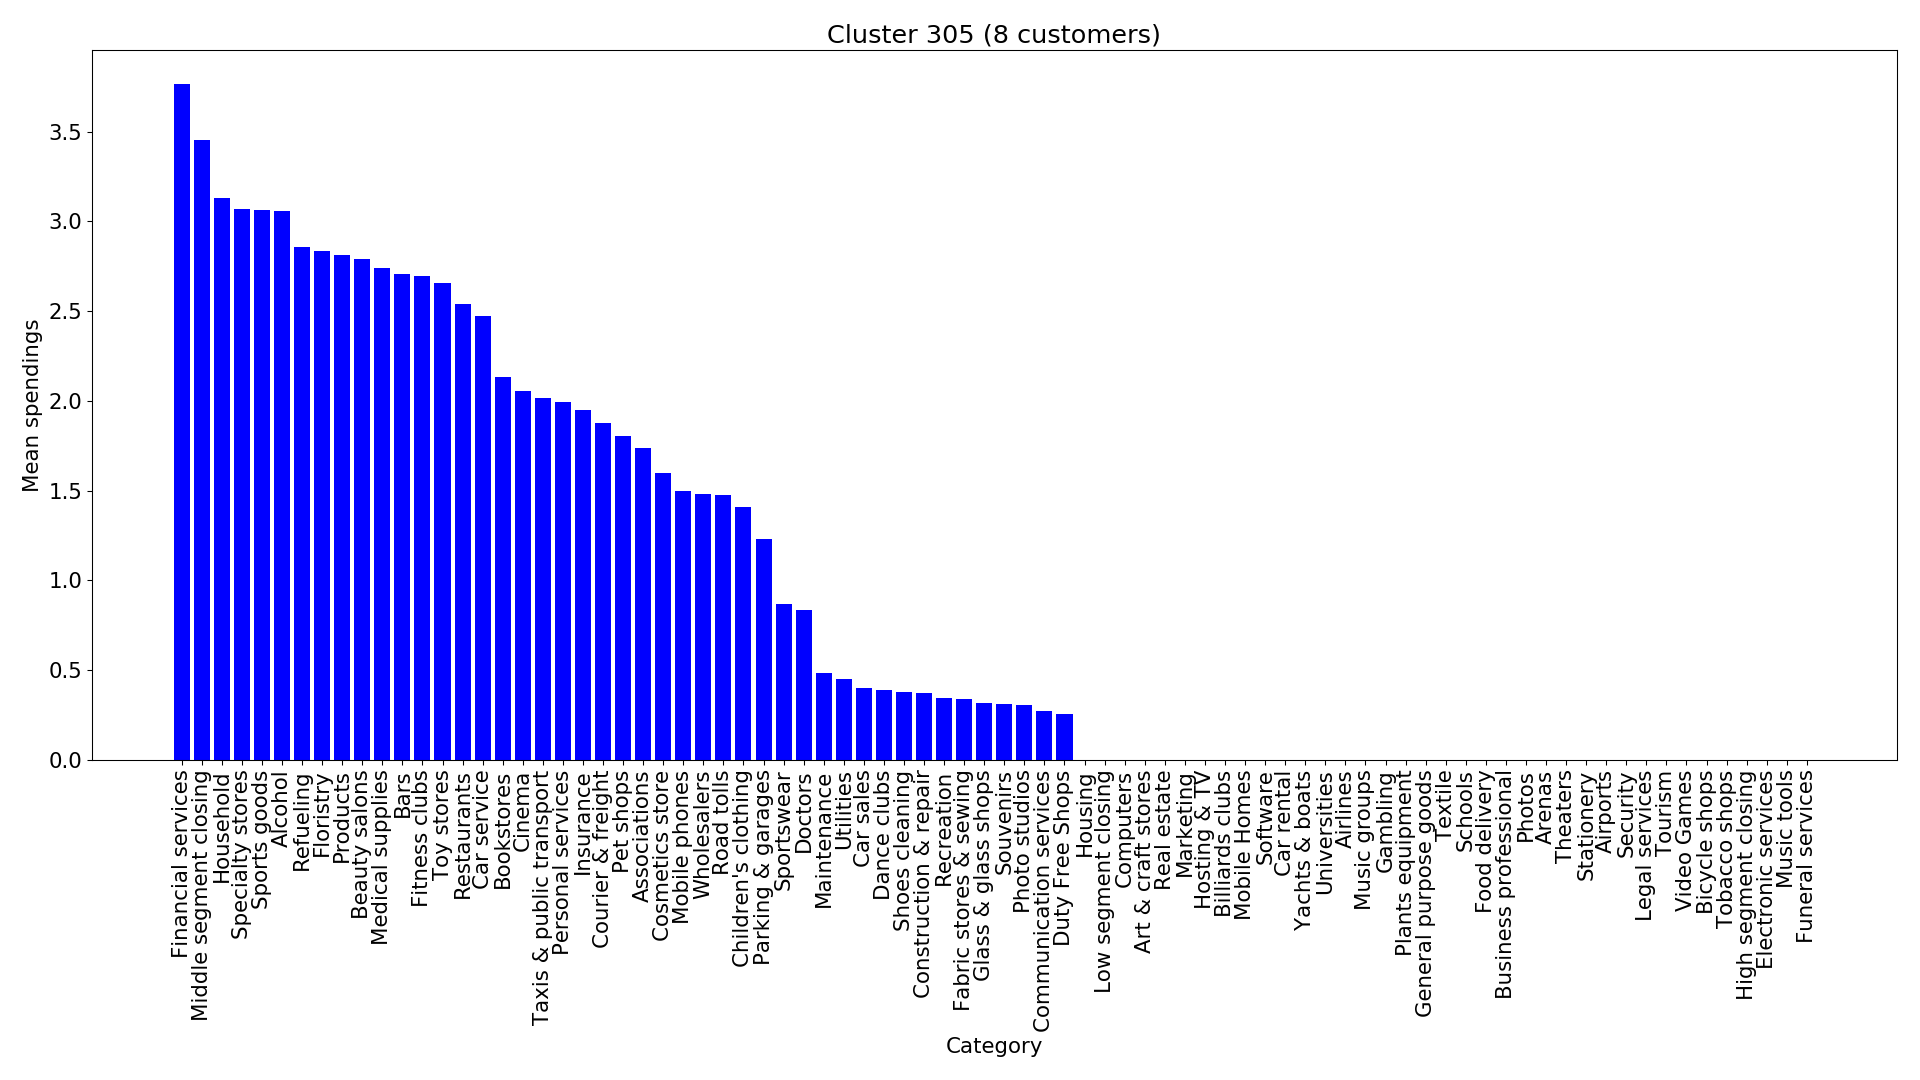 Cluster 305 (8 customers)
Mean spendings
3.5
3.0
2.5
2.0
1.5
1.0
0.5
0.0
Financial services
Middle segment closing
Household
Specialty stores
Sports goods
Alcohol
Refueling
Floristry
Products
Beauty salons
Medical supplies
Bars
Fitness clubs
Toy stores
Restaurants
Car service
Bookstores
Cinema
Taxis & public transport
Personal services
Insurance
Courier & freight
Pet shops
Associations
Cosmetics store
Mobile phones
Wholesalers
Road tolls
Children's clothing
Parking & garages
Sportswear
Doctors
Maintenance
Utilities
Car sales
Dance clubs
Shoes cleaning
Construction & repair
Recreation
Fabric stores & sewing
Glass & glass shops
Souvenirs
Photo studios
Communication services
Duty Free Shops
Housing
Low segment closing
Computers
Art & craft stores
Real estate
Marketing
Hosting & TV
Billiards clubs
Mobile Homes
Software
Car rental
Yachts & boats
Universities
Airlines
Music groups
Gambling
Plants equipment
General purpose goods
Textile
Schools
Food delivery
Business professional
Photos
Arenas
Theaters
Stationery
Airports
Security
Legal services
Tourism
Video Games
Bicycle shops
Tobacco shops
High segment closing
Electronic services
Music tools
Funeral services
Category